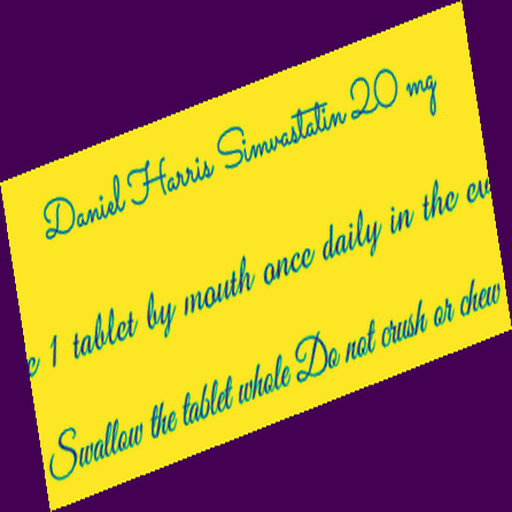 Daniel Harris Simvastatin 20 mg
1 tablet by mouth once daily in the
Swallow the tablet whole Do not crush or chew